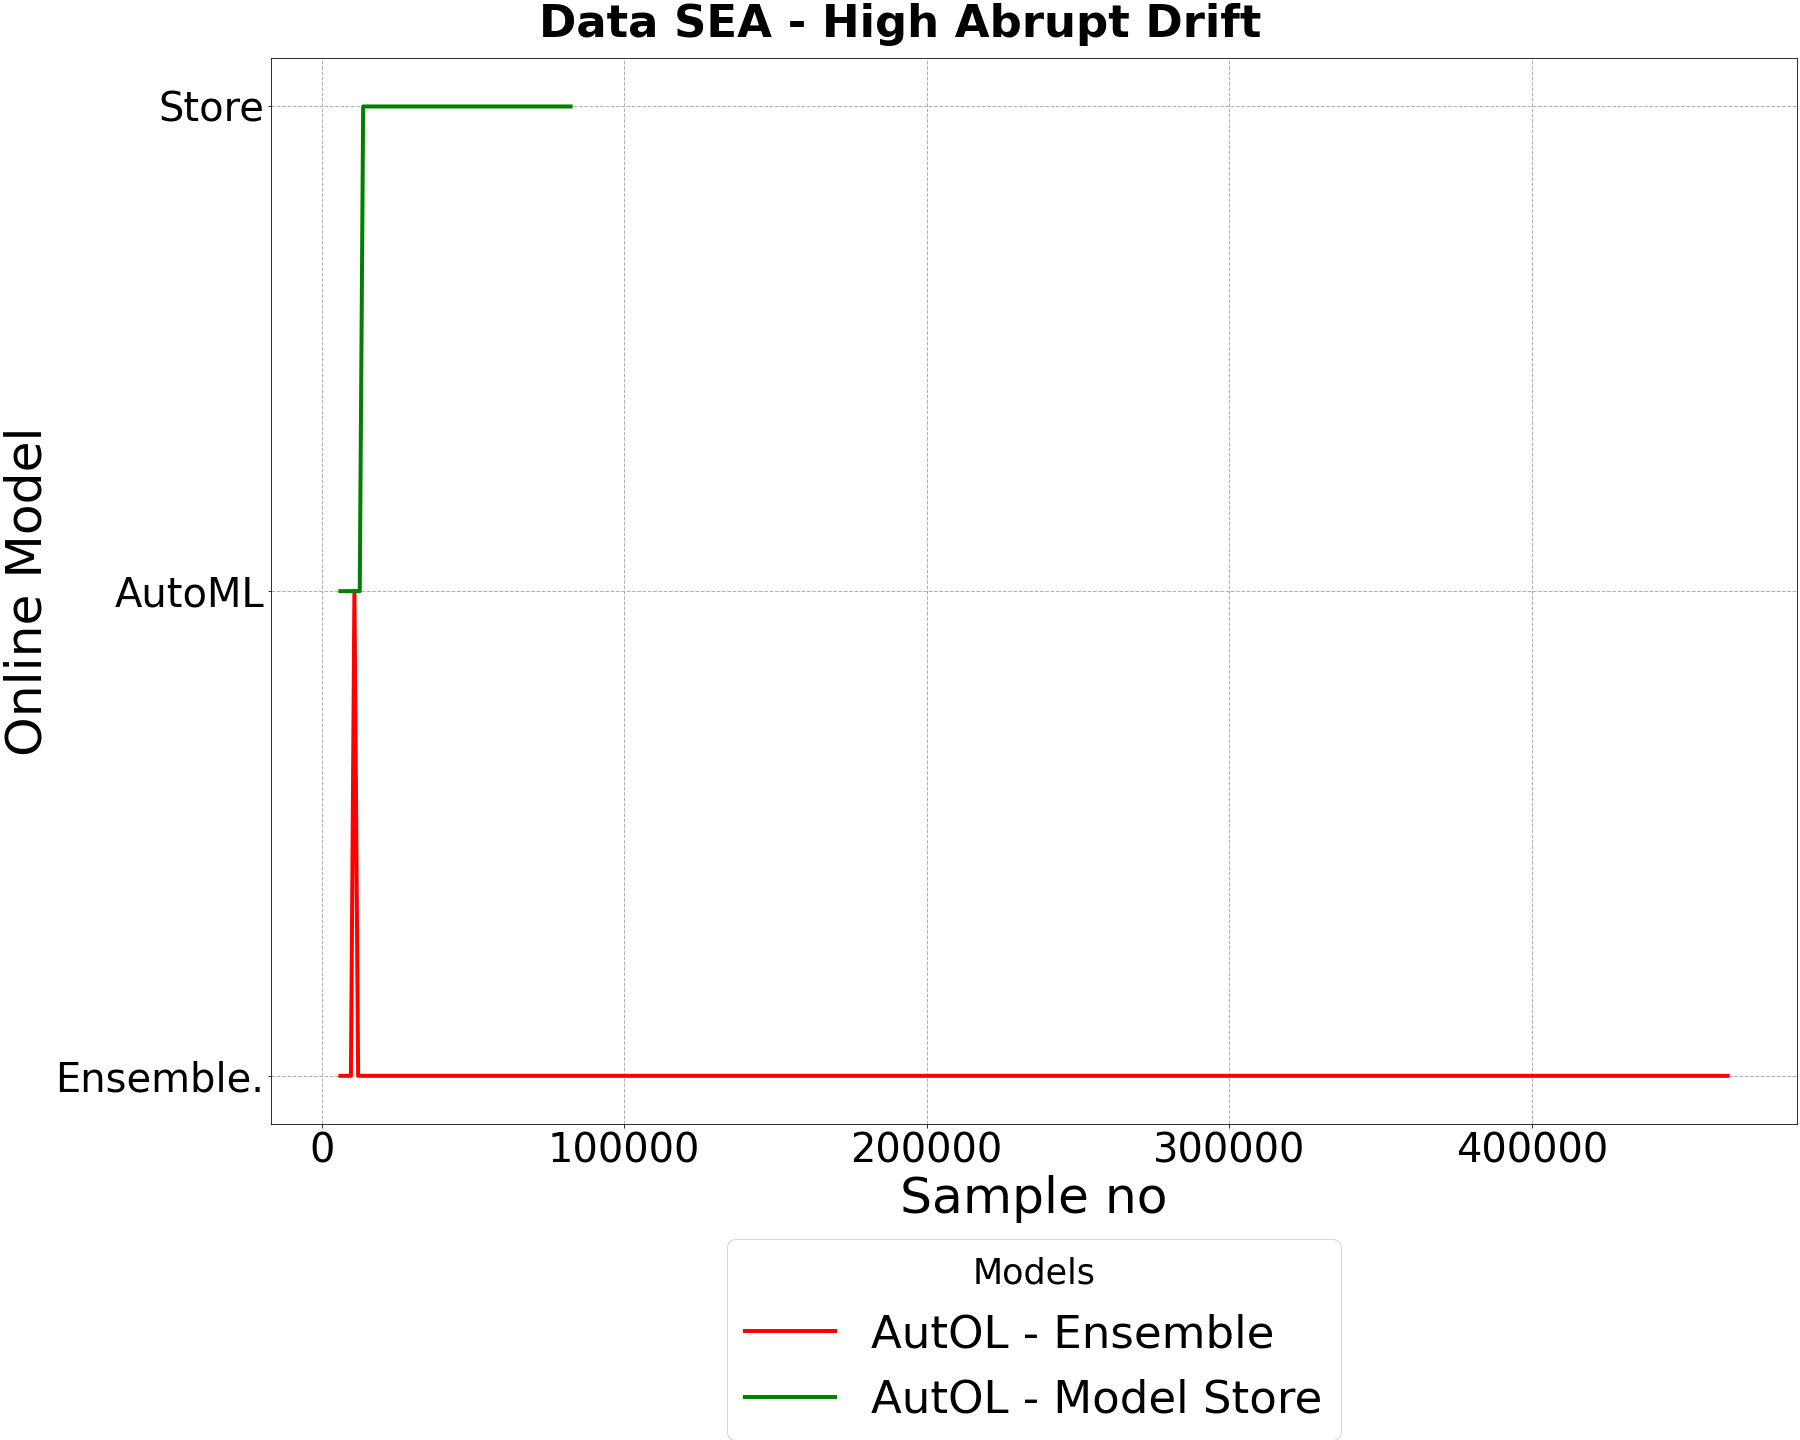 Data SEA - High Abrupt Drift
Store
AutoML
Ensemble.
Online Model
0 100000 200000 300000 400000
Sample no
Models
AutOL - Ensemble
AutOL - Model Store